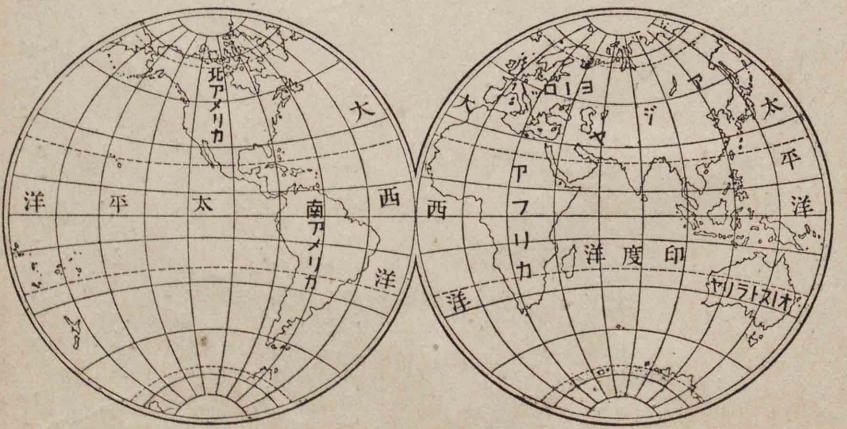 北アメリカ
南アメリカ
太平洋
大西洋
ヨーロッパ
アジヤ
アフリカ
大西洋
印度洋
太平洋
オーストラリヤ